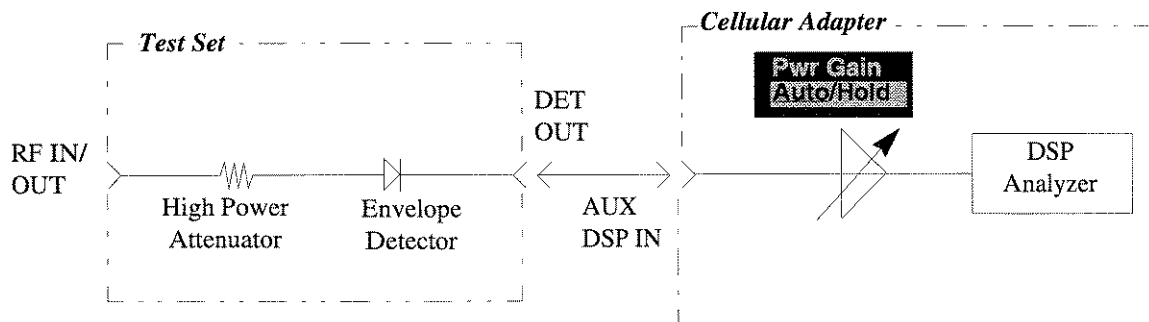 Test Set
Cellular Adapter
Pwr Gain
Auto/Hold
DET
OUT
RF IN/
OUT
High Power
Attenuator
Envelope
Detector
AUX
DSP IN
DSP
Analyzer